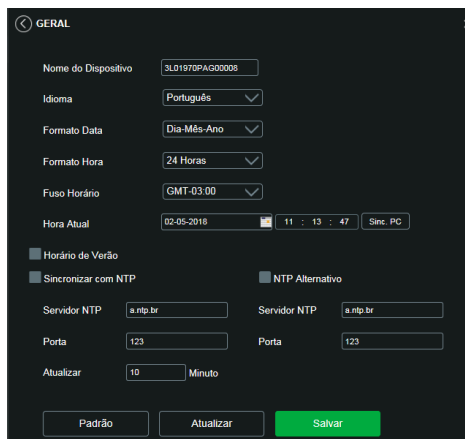 GERAL
Nome do Dispositivo 3L01970PAG00008
Idioma Português
Formato Data Dia-Mês-Ano
Formato Hora 24 Horas
Fuso Horário GMT-03:00
Hora Atual 02-05-2018 11 : 13 : 47 Sinc. PC
Horário de Verão
Sincronizar com NTP NTP Alternativo
Servidor NTP a.ntp.br Servidor NTP a.ntp.br
Porta 123 Porta 123
Atualizar 10 Minuto
Padrão Atualizar Salvar